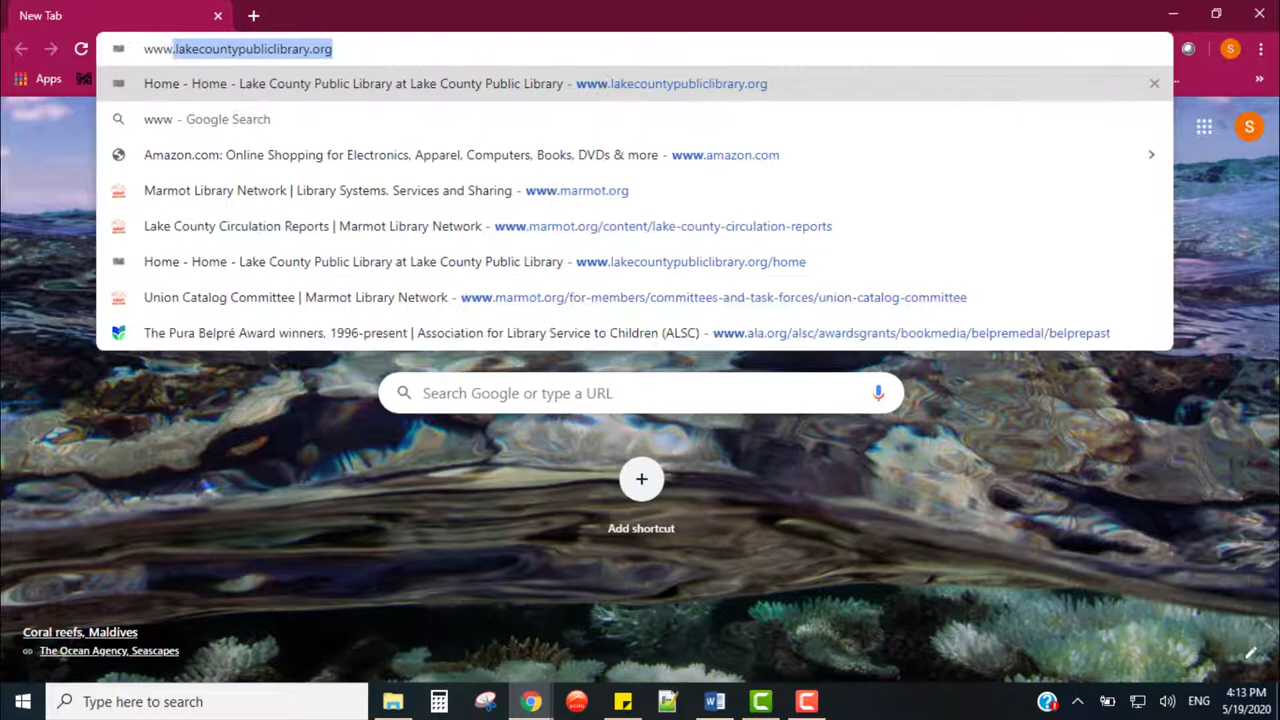 New Tab
www.lakecountypubliclibrary.org
Apps
S
Home - Home - Lake County Public Library at Lake County Public Library - www.lakecountypubliclibrary.org
www - Google Search
Amazon.com: Online Shopping for Electronics, Apparel, Computers, Books, DVDs & more - www.amazon.com
S
Marmot Library Network | Library Systems, Services and Sharing - www.marmot.org
Lake County Circulation Reports | Marmot Library Network - www.marmot.org/content/lake-county-circulation-reports
Home - Home - Lake County Public Library at Lake County Public Library - www.lakecountypubliclibrary.org/home
Union Catalog Committee | Marmot Library Network - www.marmot.org/for-members/committees-and-task-forces/union-catalog-committee
The Pura Belpré Award winners, 1996-present | Association for Library Service to Children (ALSC) - www.ala.org/alsc/awardsgrants/bookmedia/belpremedal/belprepast
Search Google or type a URL
Add shortcut
Coral reefs, Maldives
The Ocean Agency, Seascapes
Type here to search
ENG
4:13 PM
5/19/2020